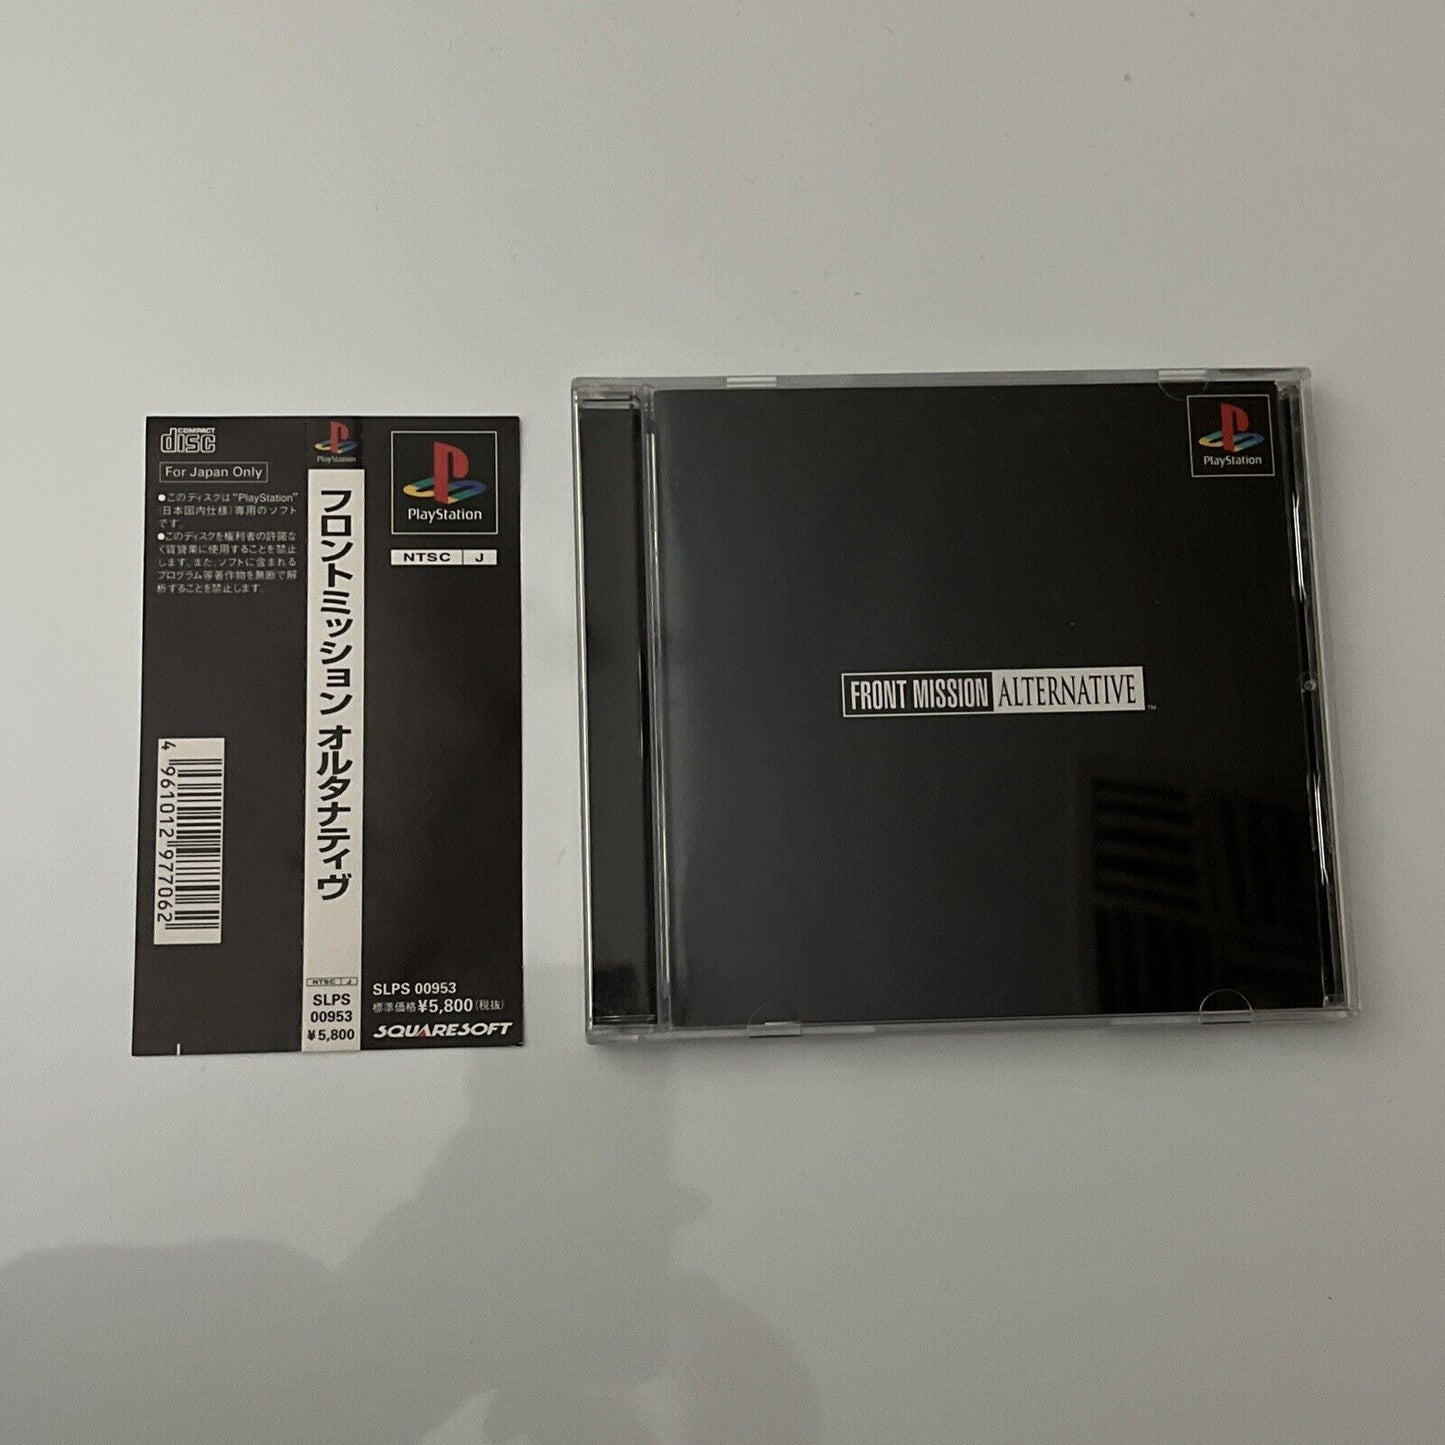 COMPACT
disc
For Japan Only
●このディスクは"PlayStation"
(日本国内仕様)専用のソフト
です。
●このディスクを権利者の許諾な
く賃貸業に使用することを禁止
します。また、ソフトに含まれる
プログラム等著作物を無断で解
析することを禁止します。
4 961012 977062
PlayStation
フロントミッション オルタナティヴ
NTSC J
SLPS
00953
¥5,800
PlayStation
NTSC J
SLPS 00953
標準価格¥5,800(税抜)
SQUARESOFT
PlayStation
FRONT MISSION ALTERNATIVE™